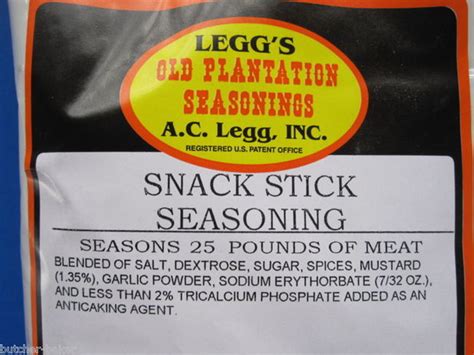 LEGG'S
OLD PLANTATION
SEASONINGS
A.C. LEGG, INC.
REGISTERED U.S. PATENT OFFICE
SNACK STICK
SEASONING
SEASONS 25 POUNDS OF MEAT
BLENDED OF SALT, DEXTROSE, SUGAR, SPICES, MUSTARD
(1.35%), GARLIC POWDER, SODIUM ERYTHORBATE (7/32 OZ.),
AND LESS THAN 2% TRICALCIUM PHOSPHATE ADDED AS AN
ANTICAKING AGENT.